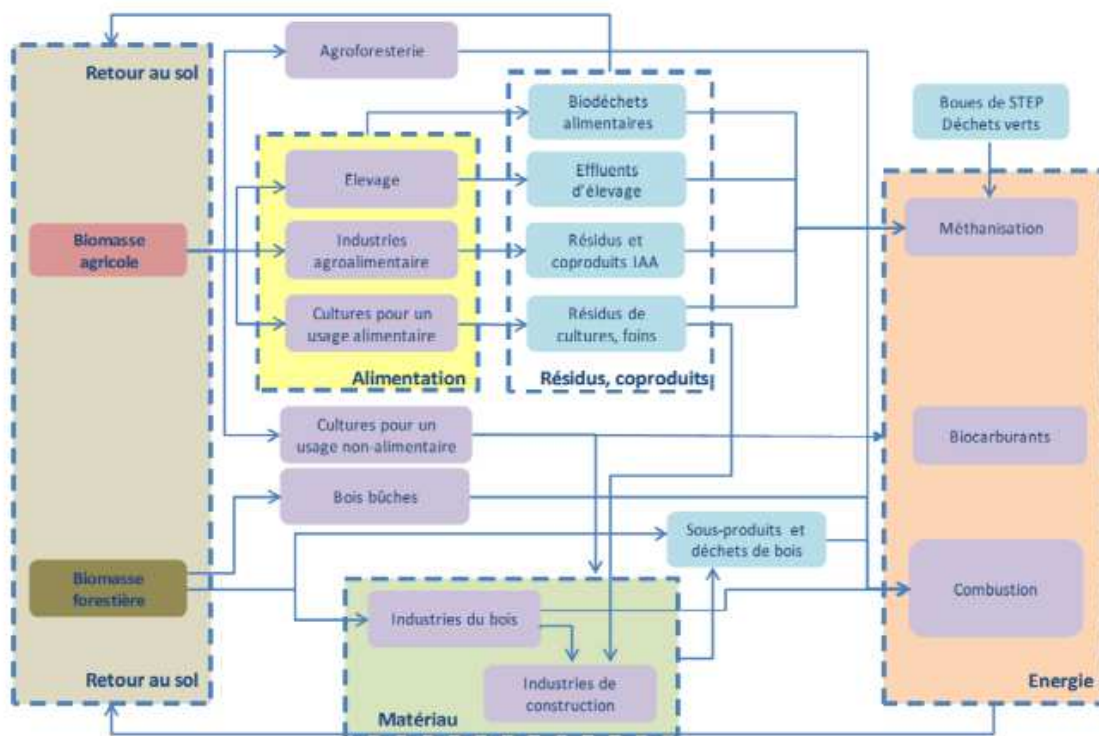 Retour au sol
Agroforesterie
Biodéchets
alimentaires
Boues de STEP
Déchets verts
Elevage
Effluents
d'élevage
Méthanisation
Biomasse
agricole
Industries
agroalimentaire
Résidus et
coproduits IAA
Cultures pour un
usage alimentaire
Résidus de
cultures, foins
Alimentation
Résidus, coproduits
Cultures pour un
usage non-alimentaire
Biocarburants
Bois bûches
Sous-produits et
déchets de bois
Biomasse
forestière
Combustion
Industries du bois
Industries de
construction
Retour au sol
Matériau
Energie